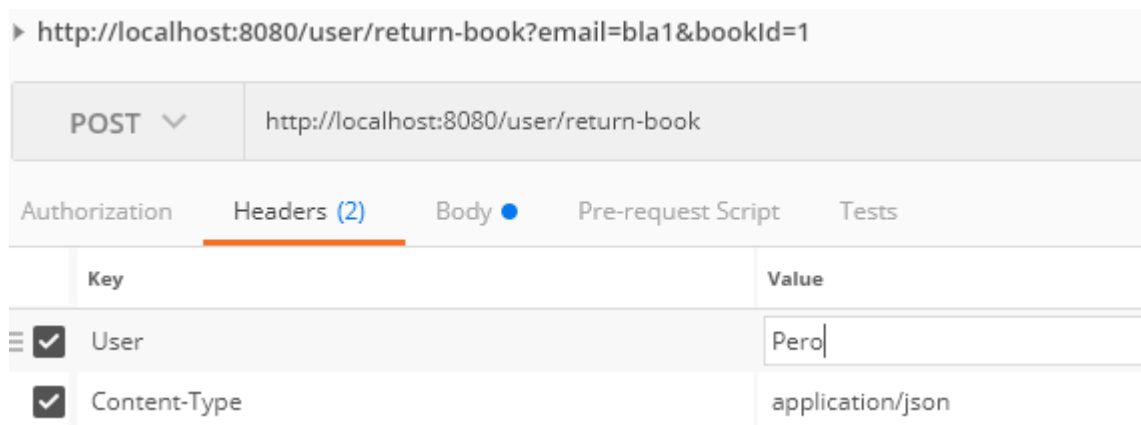 http://localhost:8080/user/return-book?email=bla1&bookId=1
POST http://localhost:8080/user/return-book
Authorization Headers (2) Body Pre-request Script Tests
Key Value
User Pero
Content-Type application/json